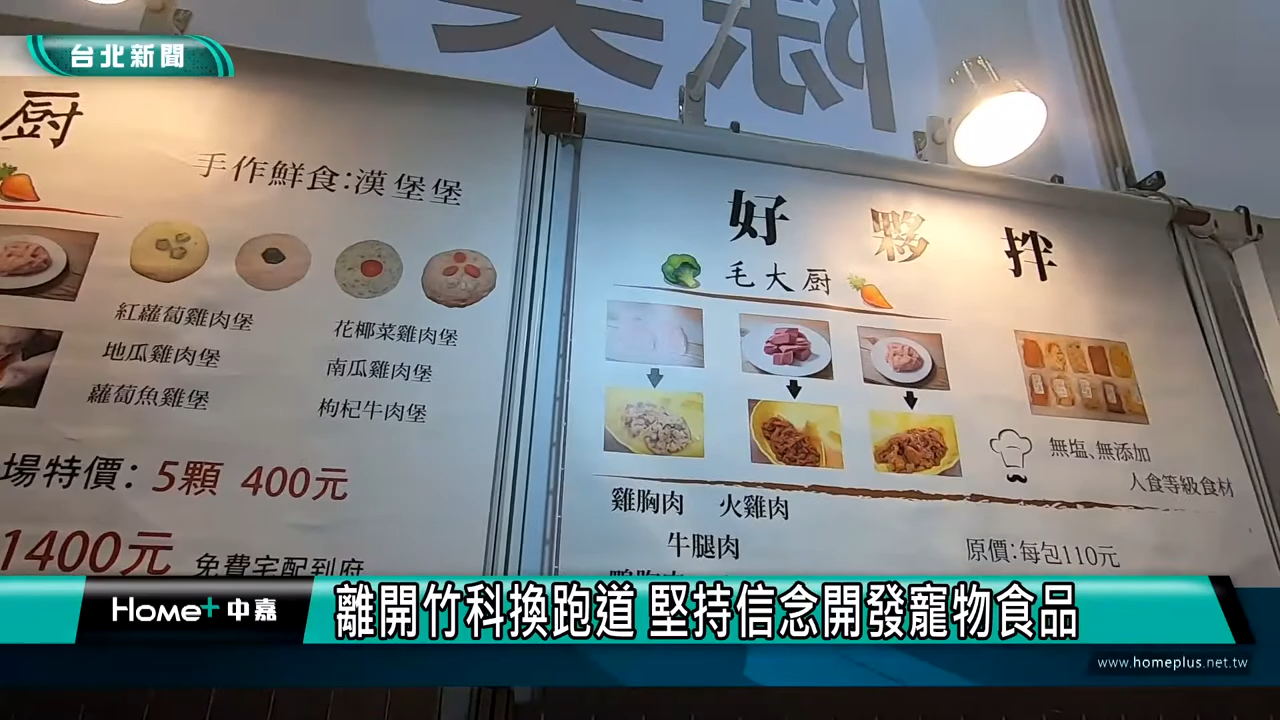 台北新聞
厨
手作鮮食:漢堡堡
紅蘿蔔雞肉堡
花椰菜雞肉堡
地瓜雞肉堡
南瓜雞肉堡
蘿蔔魚雞堡
枸杞牛肉堡
場特價: 5顆 400元
1400元 免費宅配到府
好夥拌
毛大厨
無塩、無添加
人食等級食材
雞胸肉 火雞肉
牛腿肉
原價:每包110元
Home+中嘉
離開竹科換跑道 堅持信念開發寵物食品
www.homeplus.net.tw